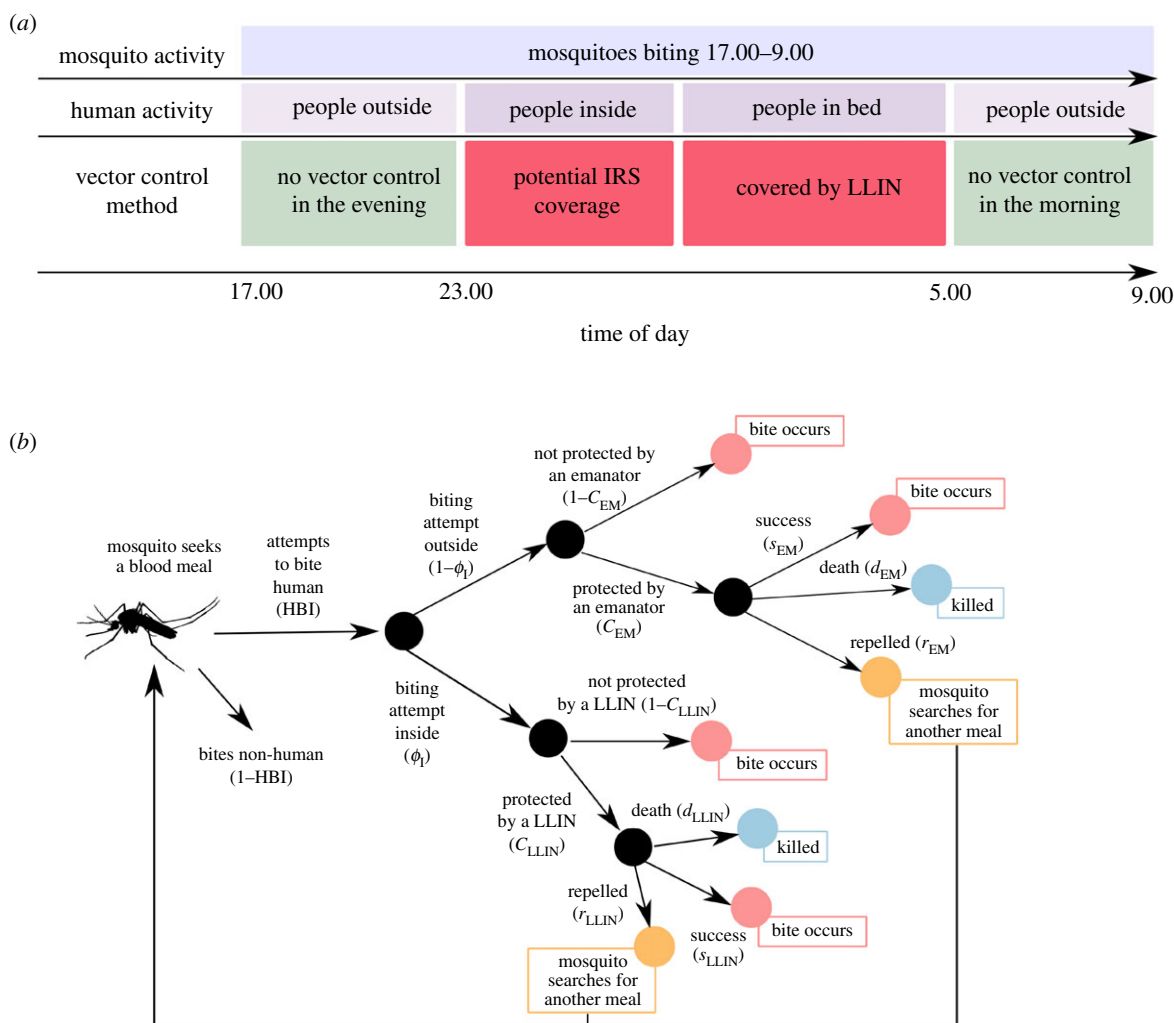 (a)
mosquito activity
mosquitoes biting 17.00–9.00
human activity
people outside
people inside
people in bed
people outside
vector control
method
no vector control
in the evening
potential IRS
coverage
covered by LLIN
no vector control
in the morning
17.00
23.00
5.00
9.00
time of day
(b)
mosquito seeks
a blood meal
attempts
to bite
human
(HBI)
bites non-human
(1–HBI)
biting
attempt
outside
(1–ϕI)
not protected by
an emanator
(1–CEM)
bite occurs
protected by
an emanator
(CEM)
success
(sEM)
bite occurs
death (dEM)
killed
repelled (rEM)
mosquito
searches for
another meal
biting
attempt
inside
(ϕI)
not protected
by a LLIN (1–CLLIN)
bite occurs
protected
by a LLIN
(CLLIN)
death (dLLIN)
killed
repelled
(rLLIN)
success
(sLLIN)
bite occurs
mosquito
searches for
another meal